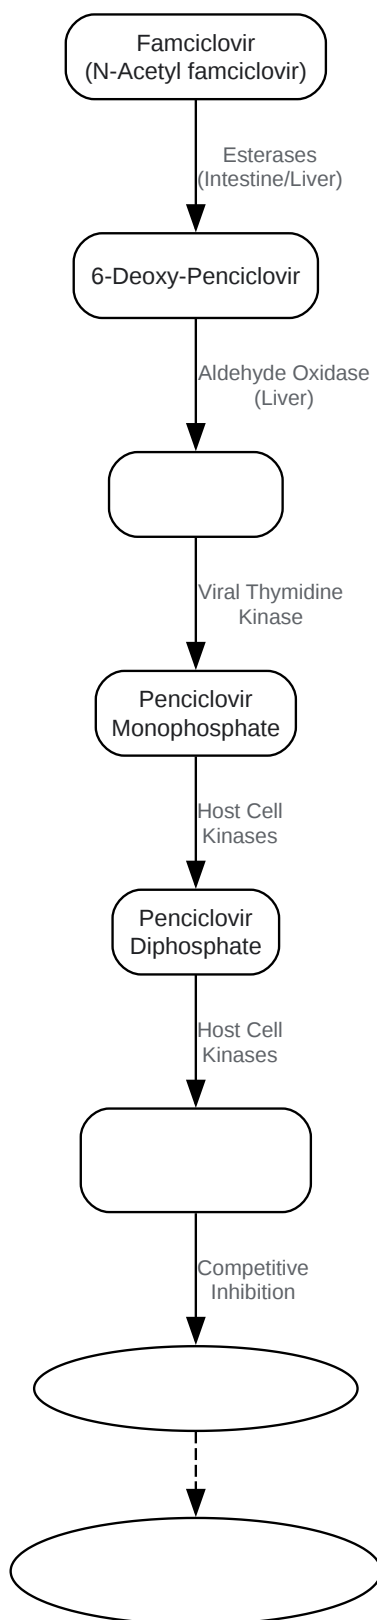 Famciclovir
(N-Acetyl famciclovir)
Esterases
(Intestine/Liver)
6-Deoxy-Penciclovir
Aldehyde Oxidase
(Liver)
Viral Thymidine
Kinase
Penciclovir
Monophosphate
Host Cell
Kinases
Penciclovir
Diphosphate
Host Cell
Kinases
Competitive
Inhibition